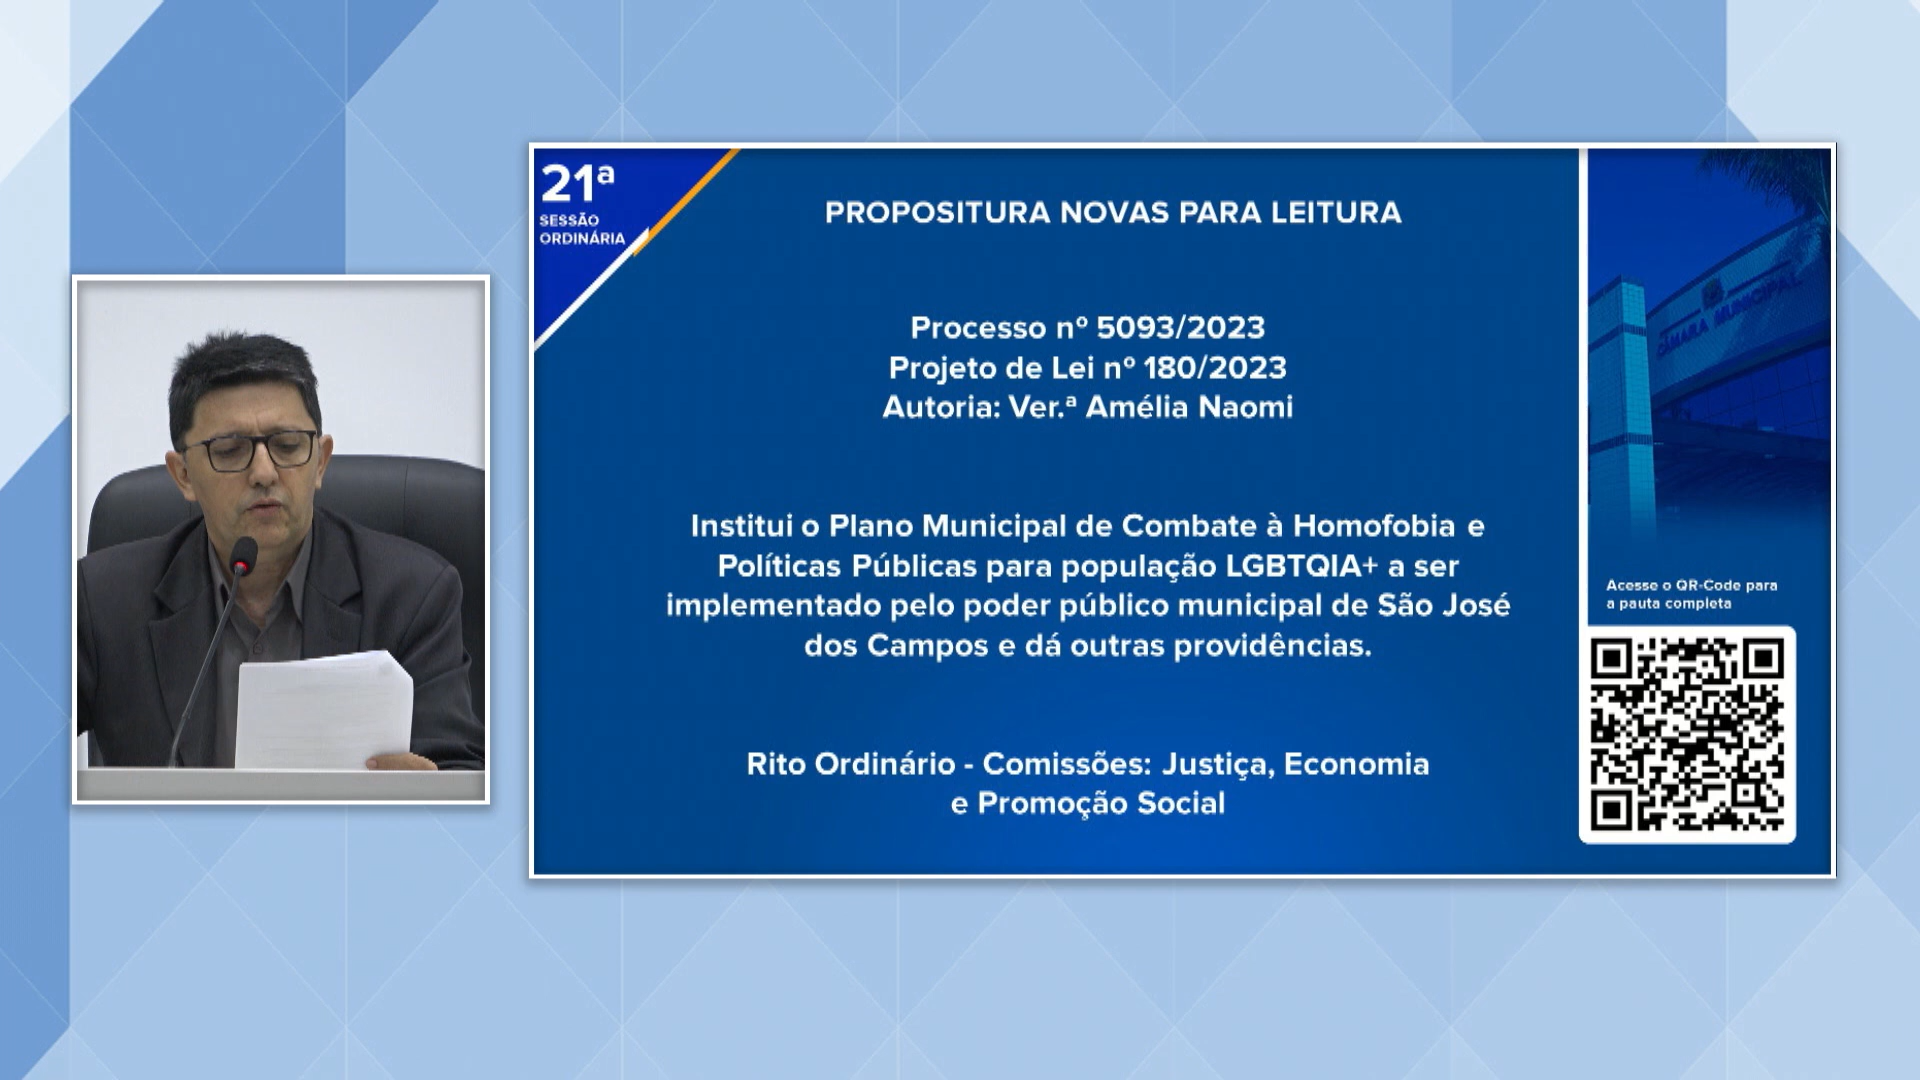 21ª
SESSÃO
ORDINÁRIA
PROPOSITURA NOVAS PARA LEITURA
Processo nº 5093/2023
Projeto de Lei nº 180/2023
Autoria: Ver.ª Amélia Naomi
Institui o Plano Municipal de Combate à Homofobia e
Políticas Públicas para população LGBTQIA+ a ser
implementado pelo poder público municipal de São José
dos Campos e dá outras providências.
Rito Ordinário - Comissões: Justiça, Economia
e Promoção Social
CÂMARA MUNICIPAL
Acesse o QR-Code para
a pauta completa